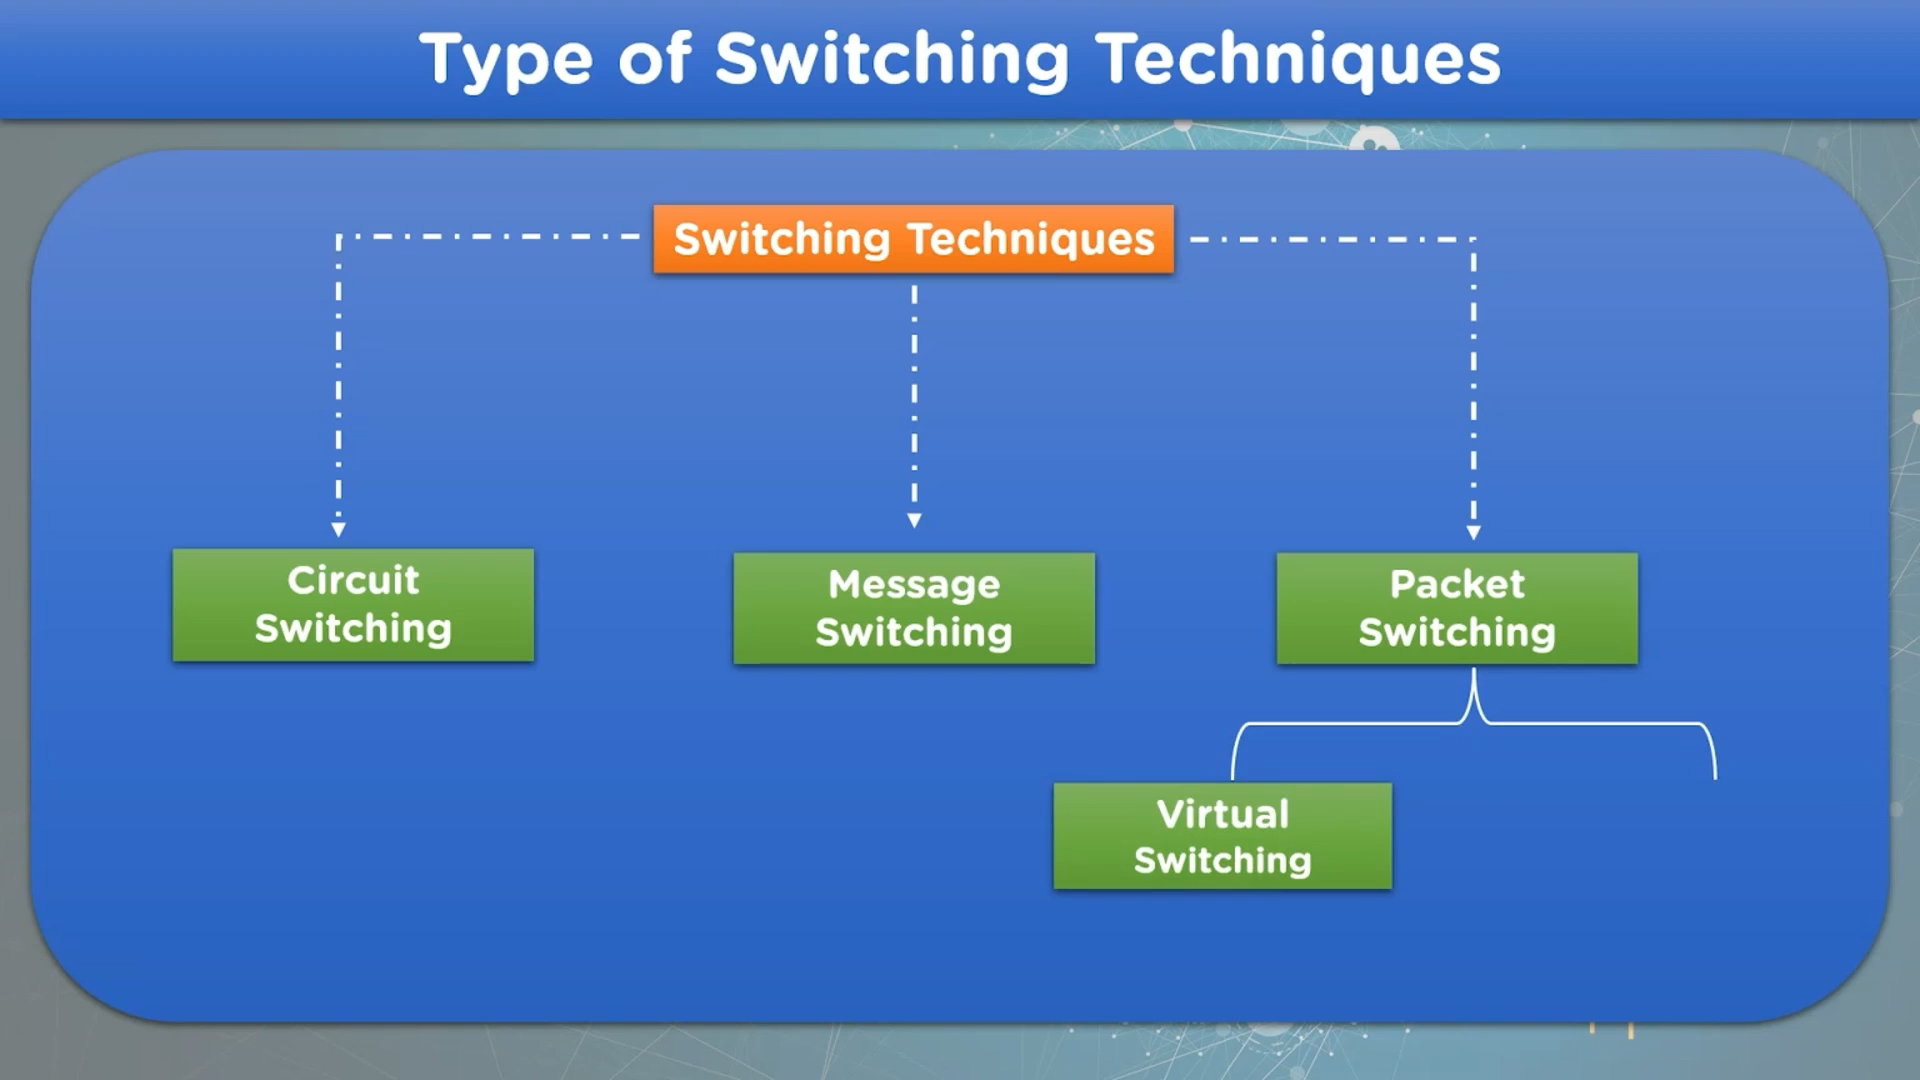 Type of Switching Techniques
Switching Techniques
Circuit
Switching
Message
Switching
Packet
Switching
Virtual
Switching